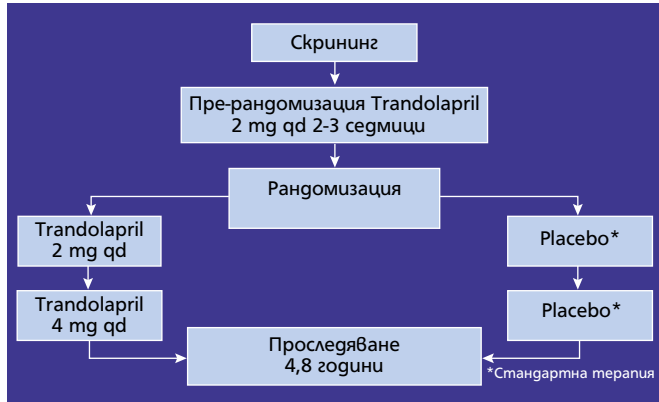 Скрининг
Пре-рандомизация Trandolapril
2 mg qd 2-3 седмици
Рандомизация
Trandolapril
2 mg qd
Placebo*
Trandolapril
4 mg qd
Placebo*
Проследяване
4,8 години
*Стандартна терапия